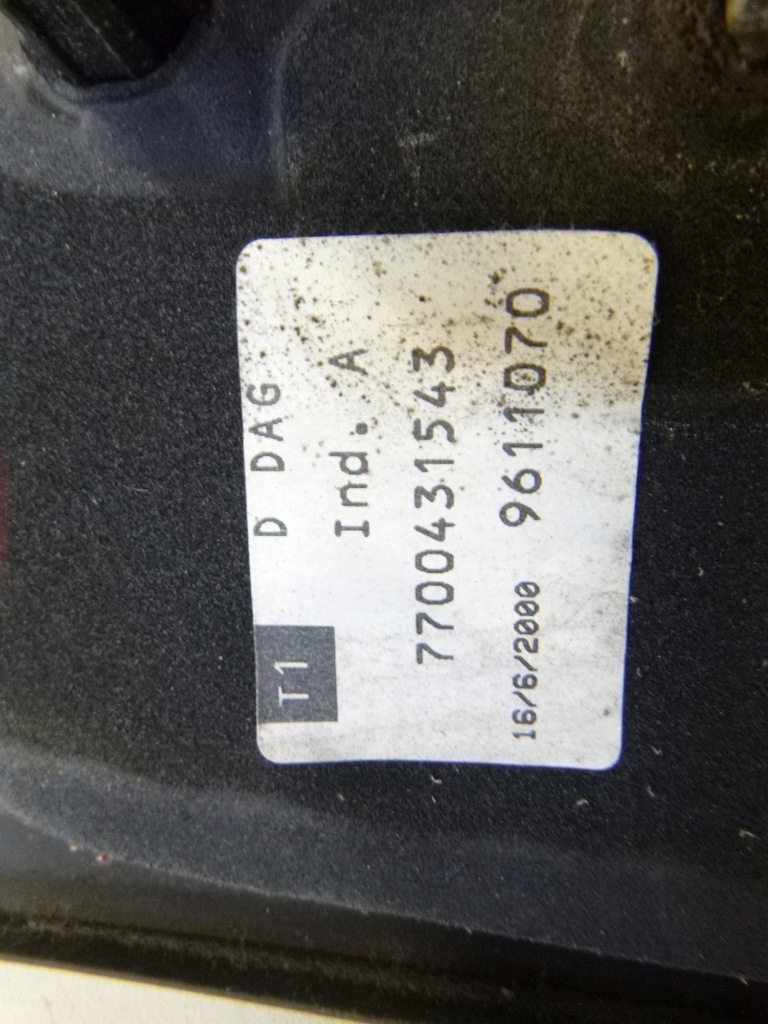 T1 D DAG
Ind. A
7700431543
16/6/2000 9611070